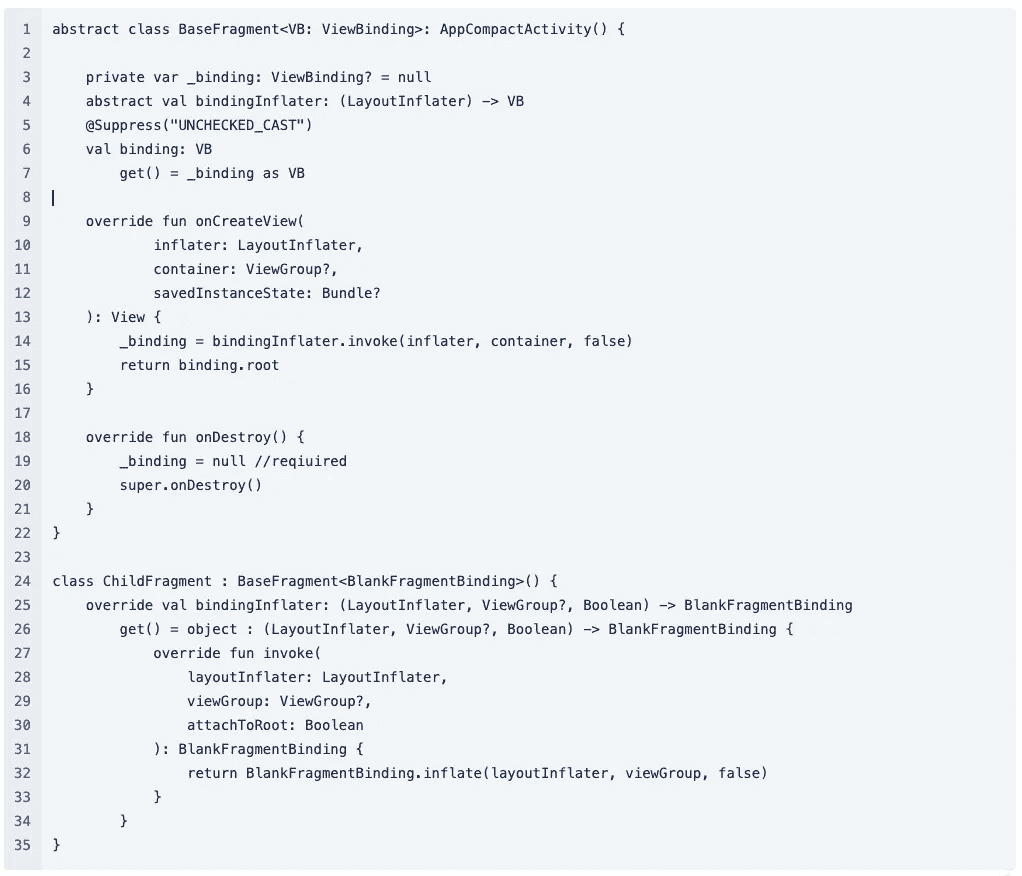 1 abstract class BaseFragment<VB: ViewBinding>: AppCompactActivity() {
2
3     private var _binding: ViewBinding? = null
4     abstract val bindingInflater: (LayoutInflater) -> VB
5     @Suppress("UNCHECKED_CAST")
6     val binding: VB
7         get() = _binding as VB
8
9     override fun onCreateView(
10             inflater: LayoutInflater,
11             container: ViewGroup?,
12             savedInstanceState: Bundle?
13     ): View {
14         _binding = bindingInflater.invoke(inflater, container, false)
15         return binding.root
16     }
17
18     override fun onDestroy() {
19         _binding = null //reqiuired
20         super.onDestroy()
21     }
22 }
23
24 class ChildFragment : BaseFragment<BlankFragmentBinding>() {
25     override val bindingInflater: (LayoutInflater, ViewGroup?, Boolean) -> BlankFragmentBinding
26         get() = object : (LayoutInflater, ViewGroup?, Boolean) -> BlankFragmentBinding {
27             override fun invoke(
28                 layoutInflater: LayoutInflater,
29                 viewGroup: ViewGroup?,
30                 attachToRoot: Boolean
31             ): BlankFragmentBinding {
32                 return BlankFragmentBinding.inflate(layoutInflater, viewGroup, false)
33             }
34         }
35 }